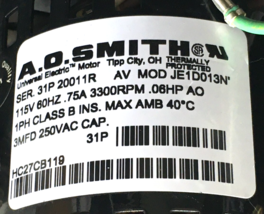 A.O.SMITH
Universal Electric™ Motor Tipp City, OH THERMALLY PROTECTED
SER. 31P 20011R AV MOD JE1D013N
115V 60HZ .75A 3300RPM .06HP AO
1PH CLASS B INS. MAX AMB 40°C
3MFD 250VAC CAP.
31P
HC27CB119